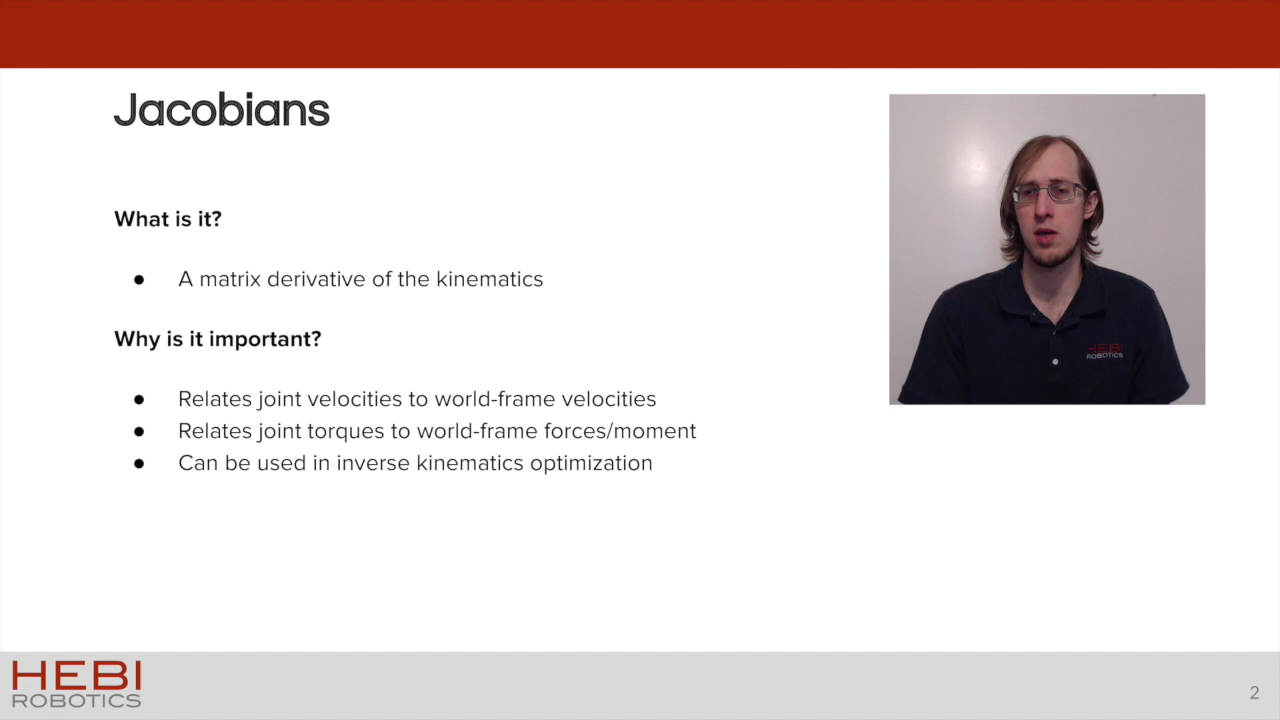 Jacobians
What is it?
● A matrix derivative of the kinematics
Why is it important?
● Relates joint velocities to world-frame velocities
● Relates joint torques to world-frame forces/moment
● Can be used in inverse kinematics optimization
HEBI
ROBOTICS
HEBI
ROBOTICS
2